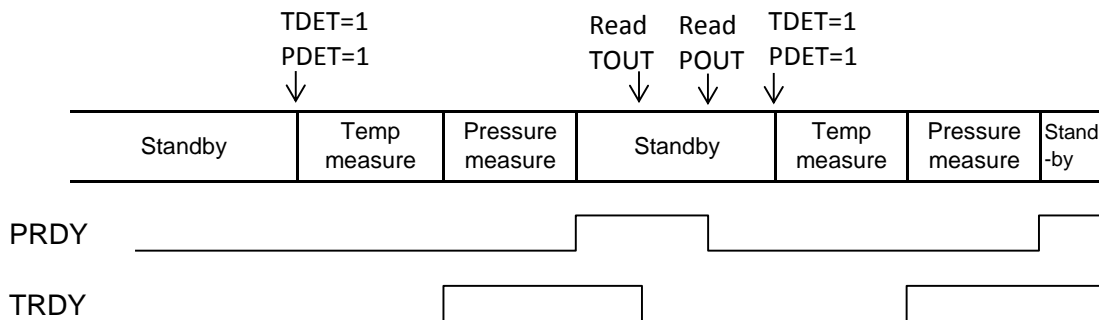 TDET=1
PDET=1
Read
TOUT
Read
POUT
TDET=1
PDET=1
Standby
Temp
measure
Pressure
measure
Standby
Temp
measure
Pressure
measure
Stand
-by
PRDY
TRDY